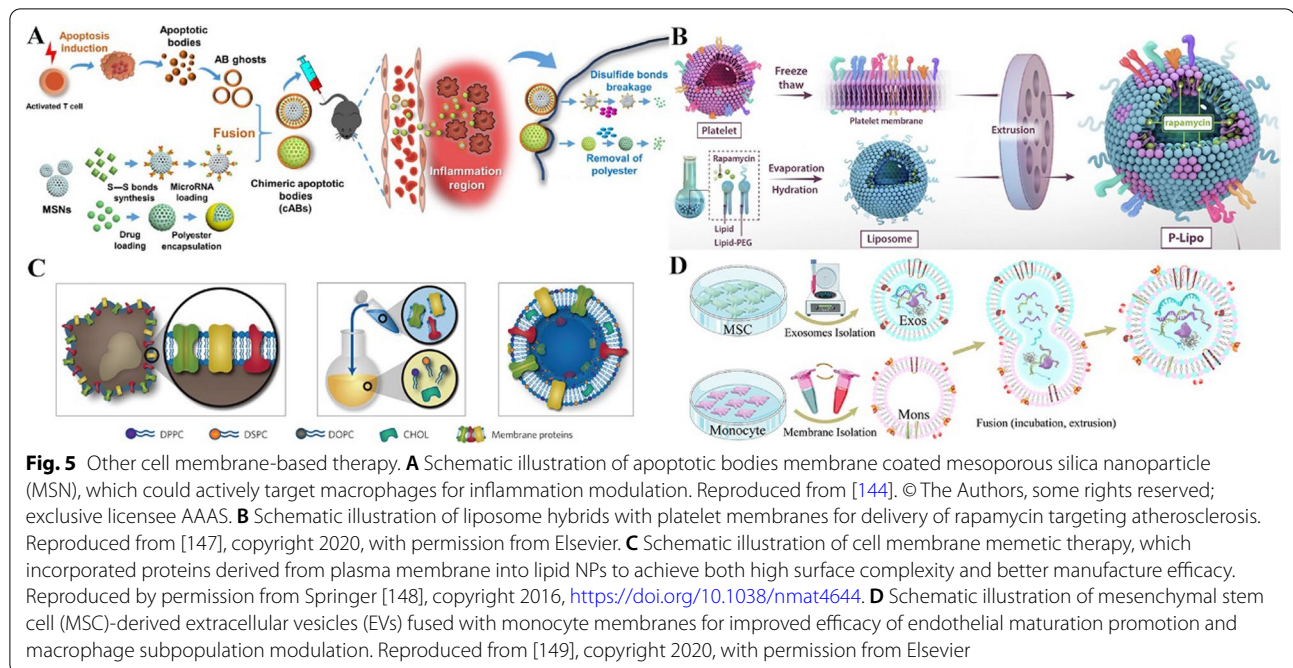 A
Apoptosis
induction
Apoptotic
bodies
AB ghosts
Activated T cell
Fusion
MSNs
S—S bonds
synthesis
MicroRNA
loading
Drug
loading
Polyester
encapsulation
Chimeric apoptotic
bodies
(cABs)
Inflammation
region
Disulfide bonds
breakage
Removal of
polyester
B
Platelet
Freeze
thaw
Platelet membrane
Extrusion
rapamycin
P-Lipo
Rapamycin
Lipid
Lipid-PEG
Evaporation
Hydration
Liposome
C
DPPC
DSPC
DOPC
CHOL
Membrane proteins
D
MSC
Exosomes Isolation
Exos
Monocyte
Membrane Isolation
Mons
Fusion (incubation, extrusion)
Fig. 5 Other cell membrane-based therapy. A Schematic illustration of apoptotic bodies membrane coated mesoporous silica nanoparticle
(MSN), which could actively target macrophages for inflammation modulation. Reproduced from [144]. © The Authors, some rights reserved;
exclusive licensee AAAS. B Schematic illustration of liposome hybrids with platelet membranes for delivery of rapamycin targeting atherosclerosis.
Reproduced from [147], copyright 2020, with permission from Elsevier. C Schematic illustration of cell membrane memetic therapy, which
incorporated proteins derived from plasma membrane into lipid NPs to achieve both high surface complexity and better manufacture efficacy.
Reproduced by permission from Springer [148], copyright 2016, https://doi.org/10.1038/nmat4644. D Schematic illustration of mesenchymal stem
cell (MSC)-derived extracellular vesicles (EVs) fused with monocyte membranes for improved efficacy of endothelial maturation promotion and
macrophage subpopulation modulation. Reproduced from [149], copyright 2020, with permission from Elsevier